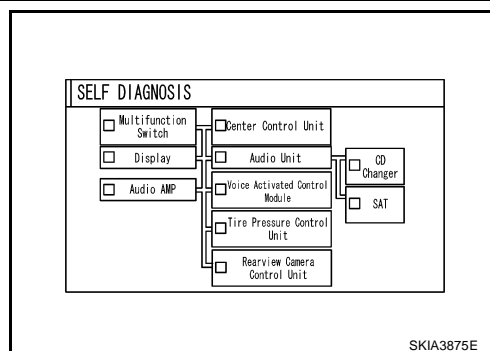 SELF DIAGNOSIS
Multifunction
Switch
Center Control Unit
Display
Audio Unit
CD
Changer
Audio AMP
Voice Activated Control
Module
SAT
Tire Pressure Control
Unit
Rearview Camera
Control Unit
SKIA3875E